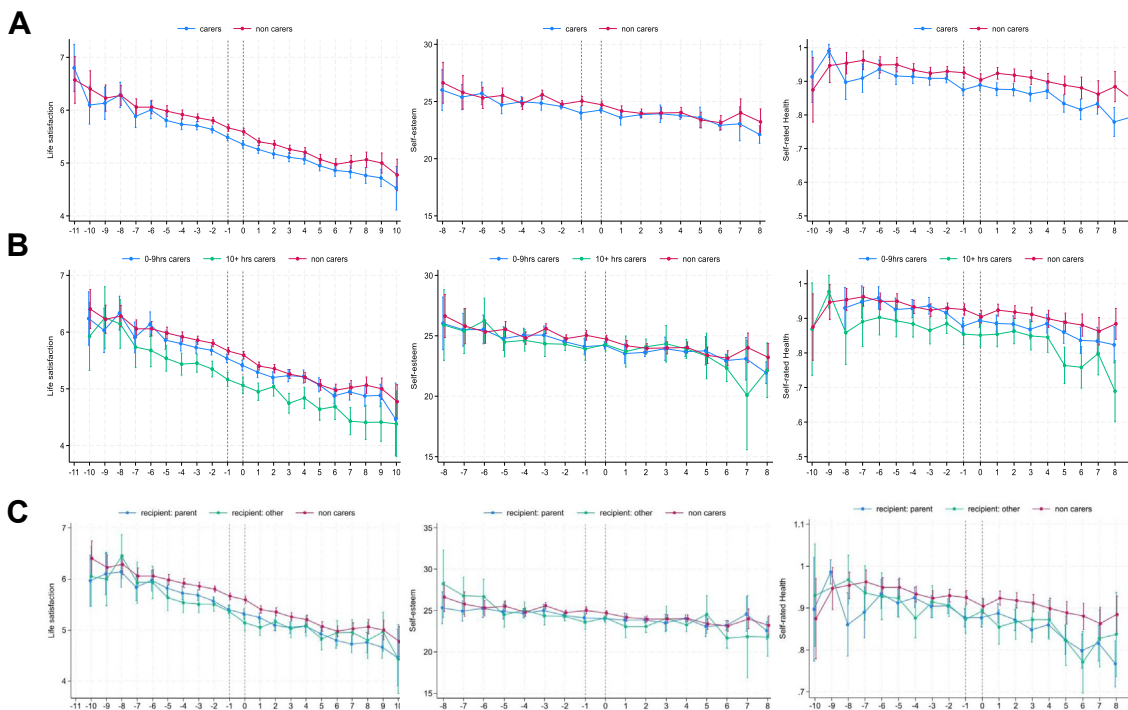 A
carers non carers
7
6
5
4
Life satisfaction
-11 -10 -9 -8 -7 -6 -5 -4 -3 -2 -1 0 1 2 3 4 5 6 7 8 9 10
carers non carers
30
25
20
15
Self-esteem
-8 -7 -6 -5 -4 -3 -2 -1 0 1 2 3 4 5 6 7 8
carers non carers
1
.9
.8
.7
.6
.5
Self-rated Health
-10 -9 -8 -7 -6 -5 -4 -3 -2 -1 0 1 2 3 4 5 6 7 8
B
0-9hrs carers 10+ hrs carers non carers
7
6
5
4
Life satisfaction
-11 -10 -9 -8 -7 -6 -5 -4 -3 -2 -1 0 1 2 3 4 5 6 7 8 9 10
0-9hrs carers 10+ hrs carers non carers
30
25
20
15
Self-esteem
-8 -7 -6 -5 -4 -3 -2 -1 0 1 2 3 4 5 6 7 8
0-9hrs carers 10+ hrs carers non carers
1
.9
.8
.7
.6
.5
Self-rated Health
-10 -9 -8 -7 -6 -5 -4 -3 -2 -1 0 1 2 3 4 5 6 7 8
C
recipient: parent recipient: other non carers
7
6
5
4
Life satisfaction
-11 -10 -9 -8 -7 -6 -5 -4 -3 -2 -1 0 1 2 3 4 5 6 7 8 9 10
recipient: parent recipient: other non carers
35
30
25
20
15
Self-esteem
-8 -7 -6 -5 -4 -3 -2 -1 0 1 2 3 4 5 6 7 8
recipient: parent recipient: other non carers
1.1
1
.9
.8
.7
Self-rated Health
-10 -9 -8 -7 -6 -5 -4 -3 -2 -1 0 1 2 3 4 5 6 7 8